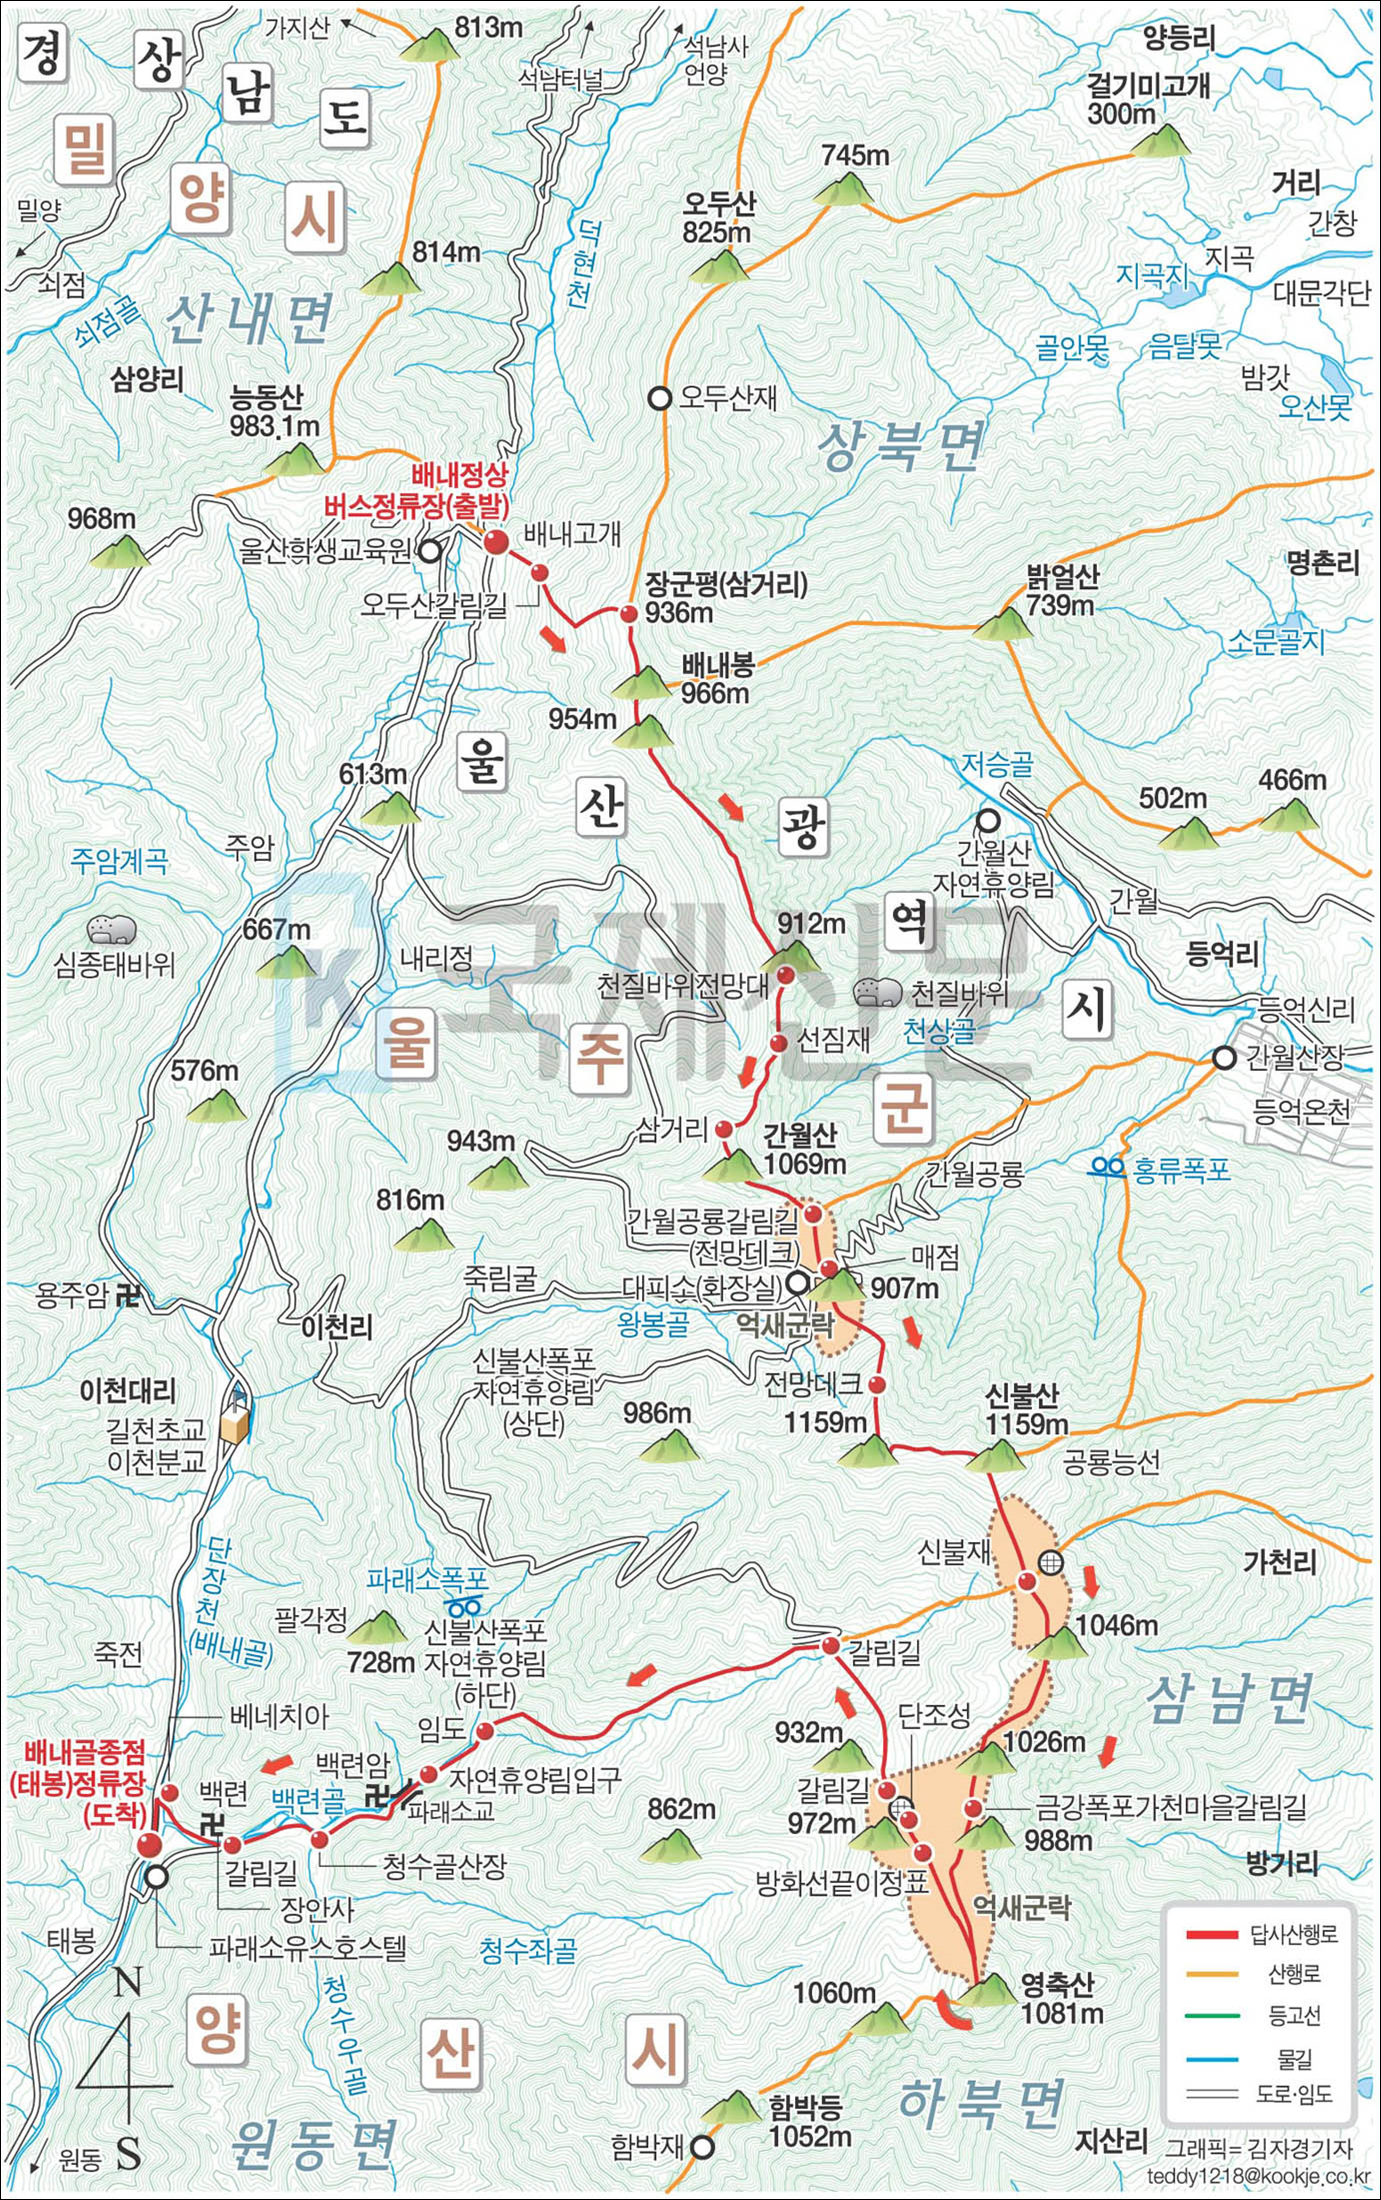 경
상
남
도
밀
양
시
가지산
813m
석남터널
석남사
언양
양등리
걸기미고개
300m
745m
오두산
825m
거리
간창
밀양
쇠점
쇠점골
산내면
814m
덕현천
지곡지
지곡
대문각단
골안못
음달못
밤갓
오산못
삼양리
능동산
983.1m
오두산재
상북면
배내정상
버스정류장(출발)
968m
울산학생교육원
배내고개
오두산갈림길
장군평(삼거리)
936m
밝얼산
739m
명촌리
소문골지
배내봉
966m
954m
울
산
광
역
시
613m
저승골
502m
466m
주암계곡
주암
간월산
자연휴양림
간월
심종태바위
667m
내리정
912m
천질바위전망대
천질바위
천상골
등억리
등억신리
국제신문
K
울
주
군
선짐재
간월산장
등억온천
576m
삼거리
간월산
1069m
943m
816m
간월공룡
홍류폭포
간월공룡갈림길
(전망데크)
매점
죽림굴
대피소(화장실)
907m
용주암
이천리
왕봉골
억새군락
이천대리
길천초교
이천분교
신불산폭포
자연휴양림
(상단)
전망데크
986m
1159m
신불산
1159m
공룡능선
단장천
(배내골)
신불재
가천리
파래소폭포
팔각정
728m
신불산폭포
자연휴양림
(하단)
1046m
죽전
갈림길
삼남면
베네치아
임도
932m
단조성
1026m
배내골종점
(태봉)정류장
(도착)
백련
백련골
백련암
자연휴양림입구
파래소교
갈림길
972m
금강폭포가천마을갈림길
988m
862m
방화선끝이정표
방거리
갈림길
청수골산장
장안사
억새군락
태봉
파래소유스호스텔
청수좌골
청수우골
영축산
1081m
1060m
양
산
시
N
S
원동
원동면
하북면
함박등
1052m
함박재
지산리
답사산행로
산행로
등고선
물길
도로·임도
그래픽= 김자경기자
teddy1218@kookje.co.kr